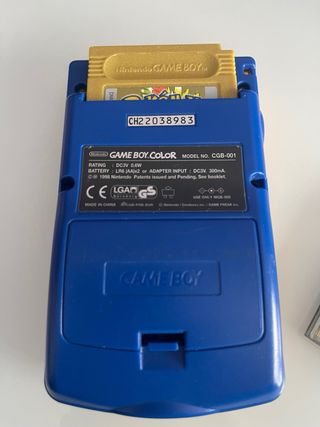 Nintendo GAME BOY
CH22038983
Nintendo GAME BOY COLOR MODEL NO. CGB-001
RATING : DC3V 0.6W
BATTERY : LR6 (AA)x2 or ADAPTER INPUT : DC3V 300mA.
© 1998 Nintendo Patents issued and Pending. See booklet.
CE LGA GS
MADE IN CHINA
GAME BOY